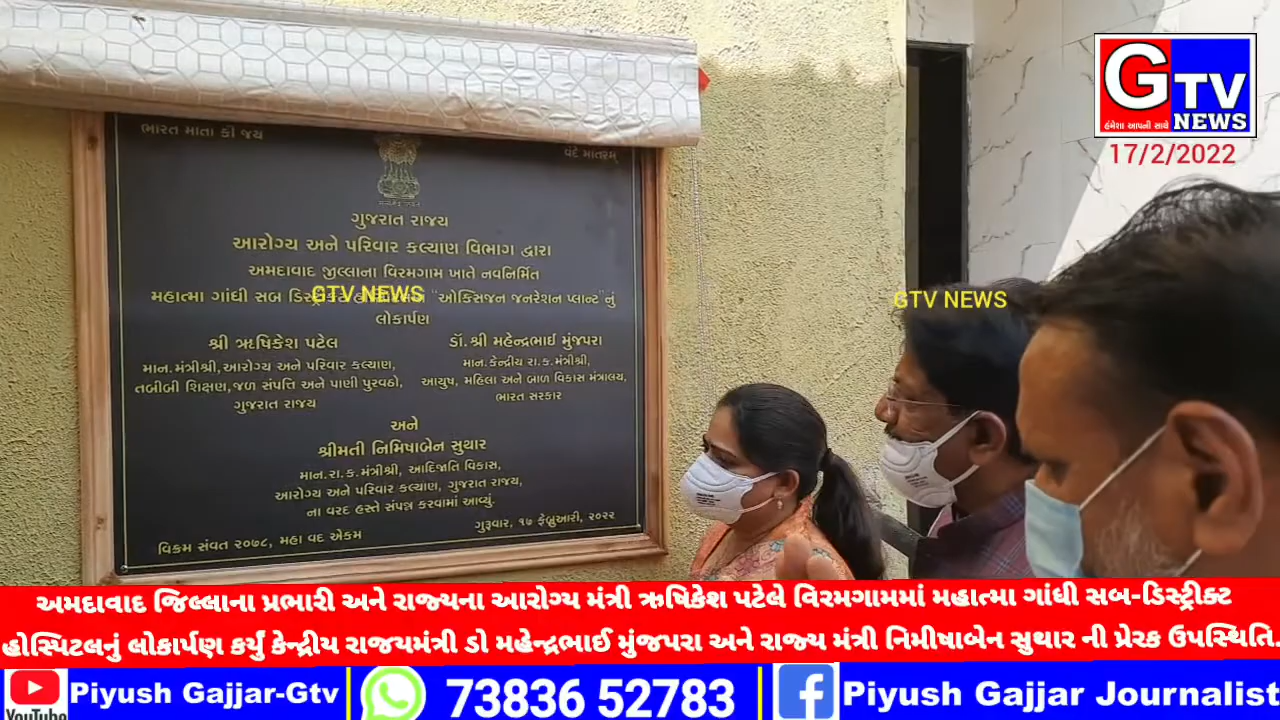 ભારત માતા કી જય
વંદે માતરમ્
ગુજરાત રાજ્ય
આરોગ્ય અને પરિવાર કલ્યાણ વિભાગ દ્વારા
અમદાવાદ જીલ્લાના વિરમગામ ખાતે નવનિર્મિત
મહાત્મા ગાંધી સબ ડિસ્ટ્રીક્ટ "ઓક્સિજન જનરેશન પ્લાન્ટ"નું
લોકાર્પણ
શ્રી ઋષિકેશ પટેલ
માન.મંત્રીશ્રી,આરોગ્ય અને પરિવાર કલ્યાણ,
તબીબી શિક્ષણ,જળ સંપત્તિ અને પાણી પુરવઠો,
ગુજરાત રાજ્ય
ડૉ. શ્રી મહેન્દ્રભાઈ મુંજપરા
માન.કેન્દ્રીય રા.ક.મંત્રીશ્રી,
આયુષ, મહિલા અને બાળ વિકાસ મંત્રાલય,
ભારત સરકાર
અને
શ્રીમતી નિમિષાબેન સુથાર
માન.રા.ક.મંત્રીશ્રી, આદિજાતિ વિકાસ,
આરોગ્ય અને પરિવાર કલ્યાણ, ગુજરાત રાજ્ય,
ના વરદ હસ્તે સંપન્ન કરવામાં આવ્યું.
વિક્રમ સંવત ૨૦૭૮, મહા વદ એકમ
ગુરૂવાર, ૧૭ ફેબ્રુઆરી, ૨૦૨૨
GTV NEWS
GTV NEWS
GTV
NEWS
હંમેશા આપની સાથે
17/2/2022
અમદાવાદ જિલ્લાના પ્રભારી અને રાજ્યના આરોગ્ય મંત્રી ઋષિકેશ પટેલે વિરમગામમાં મહાત્મા ગાંધી સબ-ડિસ્ટ્રીક્ટ
હોસ્પિટલનું લોકાર્પણ કર્યું કેન્દ્રીય રાજયમંત્રી ડો મહેન્દ્રભાઈ મુંજપરા અને રાજ્ય મંત્રી નિમીષાબેન સુથાર ની પ્રેરક ઉપસ્થિતિ.
YouTube
Piyush Gajjar-Gtv
73836 52783
Piyush Gajjar Journalist